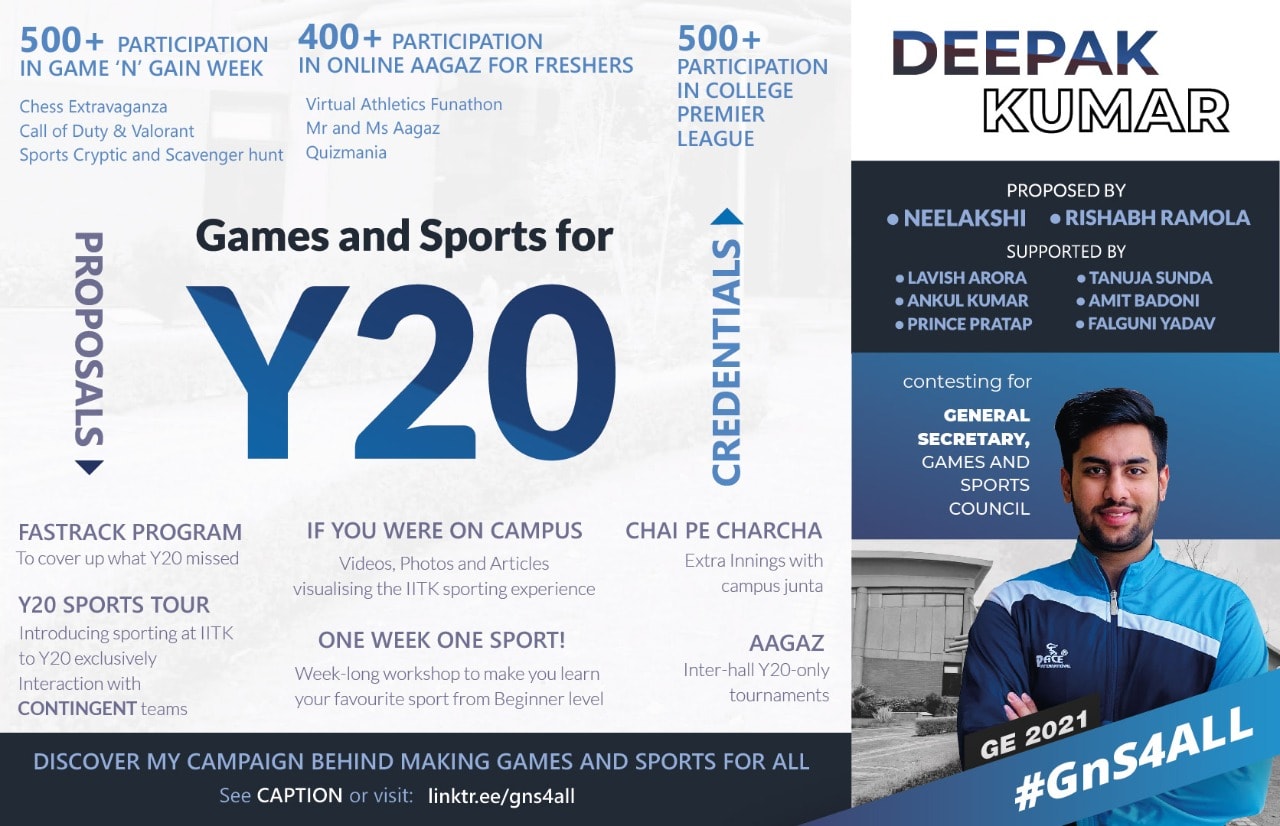 500+ PARTICIPATION
IN GAME ‘N’ GAIN WEEK
Chess Extravaganza
Call of Duty & Valorant
Sports Cryptic and Scavenger hunt
400+ PARTICIPATION
IN ONLINE AAGAZ FOR FRESHERS
Virtual Athletics Funathon
Mr and Ms Aagaz
Quizmania
500+
PARTICIPATION
IN COLLEGE
PREMIER
LEAGUE
PROPOSALS
Games and Sports for
Y20
CREDENTIALS
FASTRACK PROGRAM
To cover up what Y20 missed
Y20 SPORTS TOUR
Introducing sporting at IITK
to Y20 exclusively
Interaction with
CONTINGENT teams
IF YOU WERE ON CAMPUS
Videos, Photos and Articles
visualising the IITK sporting experience
ONE WEEK ONE SPORT!
Week-long workshop to make you learn
your favourite sport from Beginner level
CHAI PE CHARCHA
Extra Innings with
campus junta
AAGAZ
Inter-hall Y20-only
tournaments
DISCOVER MY CAMPAIGN BEHIND MAKING GAMES AND SPORTS FOR ALL
See CAPTION or visit: linktr.ee/gns4all
DEEPAK
KUMAR
PROPOSED BY
• NEELAKSHI • RISHABH RAMOLA
SUPPORTED BY
• LAVISH ARORA • TANUJA SUNDA
• ANKUL KUMAR • AMIT BADONI
• PRINCE PRATAP • FALGUNI YADAV
contesting for
GENERAL
SECRETARY,
GAMES AND
SPORTS
COUNCIL
PACE
INTERNATIONAL
GE 2021
#GnS4ALL